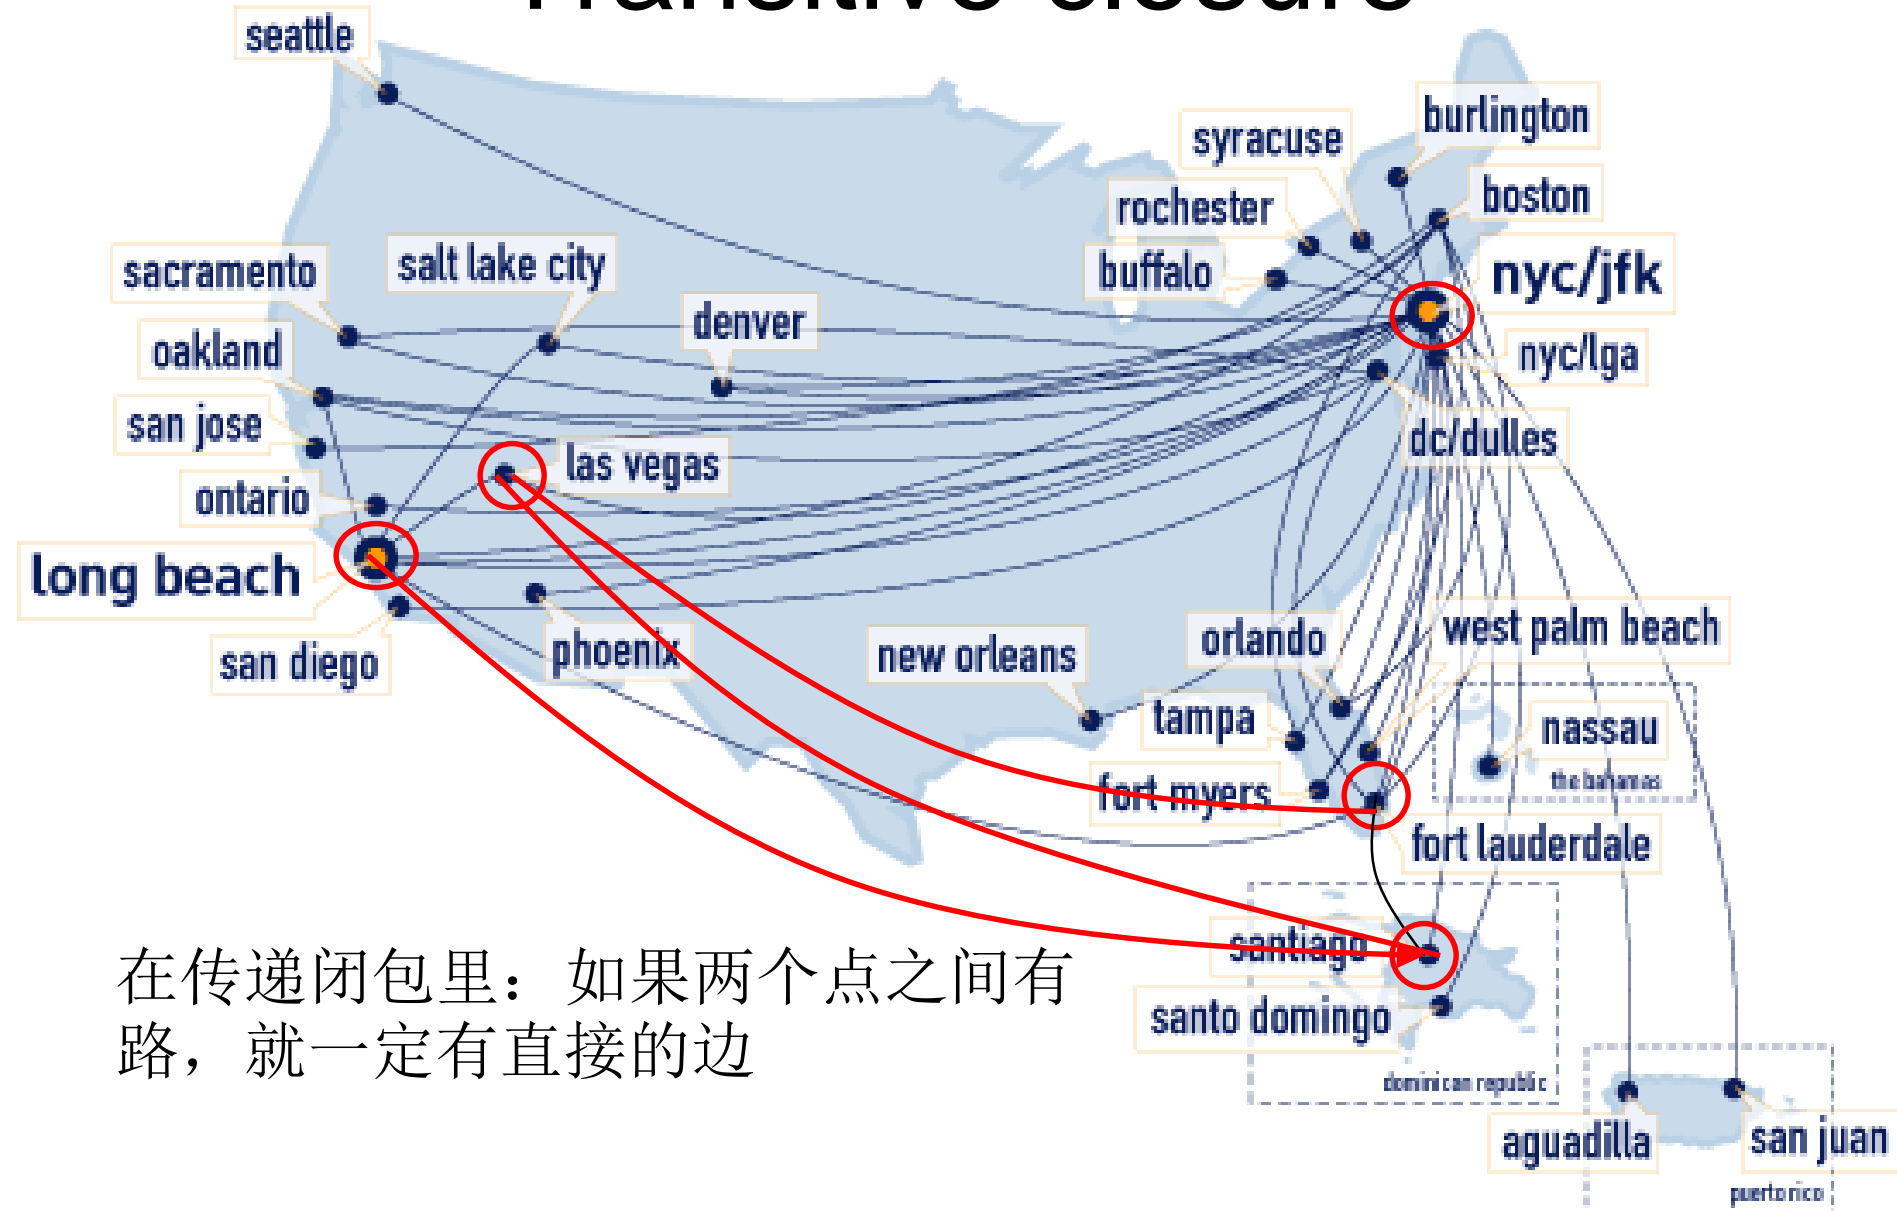 Transitive closure
seattle
burlington
syracuse
boston
rochester
nyc/jfk
buffalo
sacramento
salt lake city
denver
nyc/lga
oakland
san jose
dc/dulles
las vegas
ontario
long beach
san diego
phoenix
new orleans
orlando
west palm beach
tampa
nassau
the bahamas
fort myers
fort lauderdale
santiago
santo domingo
dominican republic
aguadilla
san juan
puerto rico
在传递闭包里：如果两个点之间有
路，就一定有直接的边